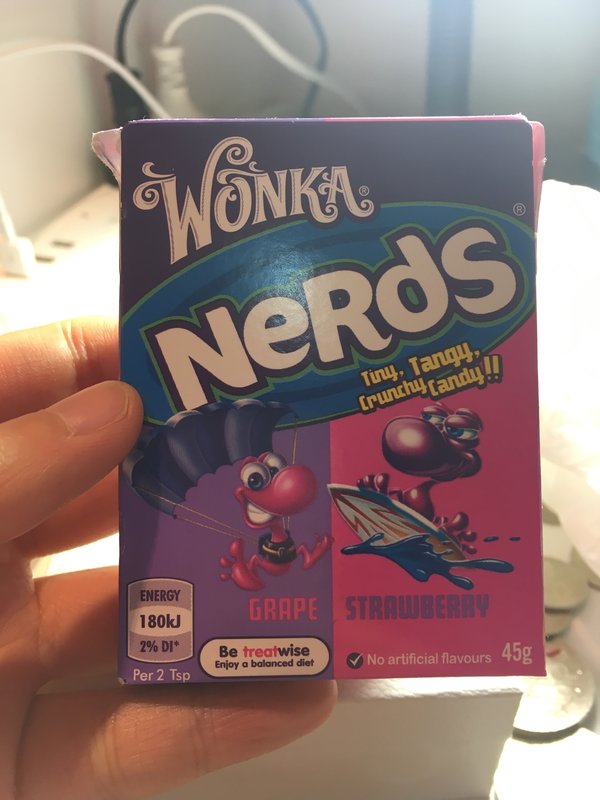 WONKA®
NeRdS®
Tiny, Tangy,
Crunchy Candy!!
GRAPE
STRAWBERRY
ENERGY
180kJ
2% DI*
Per 2 Tsp
Be treatwise
Enjoy a balanced diet
No artificial flavours
45g